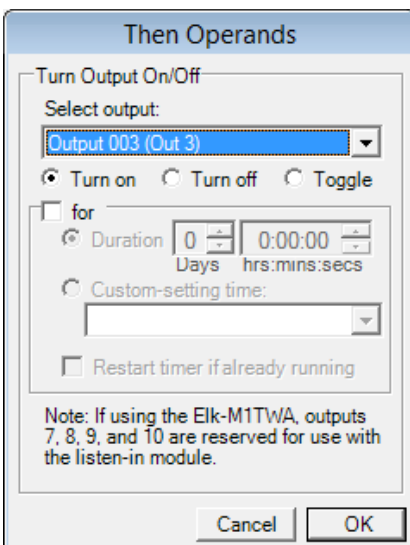 Then Operands
Turn Output On/Off
Select output:
Output 003 (Out 3)
Turn on Turn off Toggle
for
Duration 0 0:00:00
Days hrs:mins:secs
Custom-setting time:
Restart timer if already running
Note: If using the Elk-M1TWA, outputs
7, 8, 9, and 10 are reserved for use with
the listen-in module.
Cancel OK